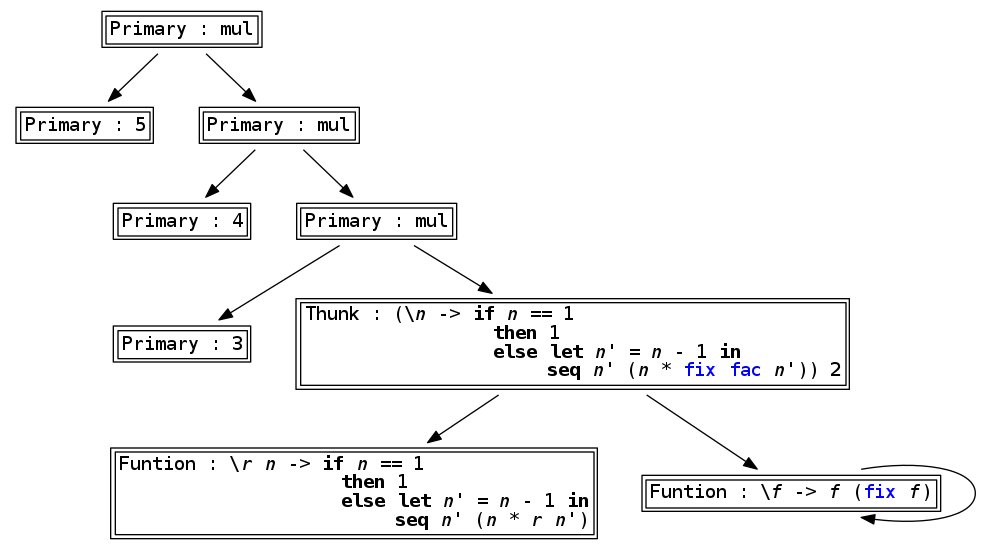 Primary : mul
Primary : 5
Primary : mul
Primary : 4
Primary : mul
Primary : 3
Thunk : (\n -> if n == 1
then 1
else let n' = n - 1 in
seq n' (n * fix fac n')) 2
Funtion : \r n -> if n == 1
then 1
else let n' = n - 1 in
seq n' (n * r n')
Funtion : \f -> f (fix f)